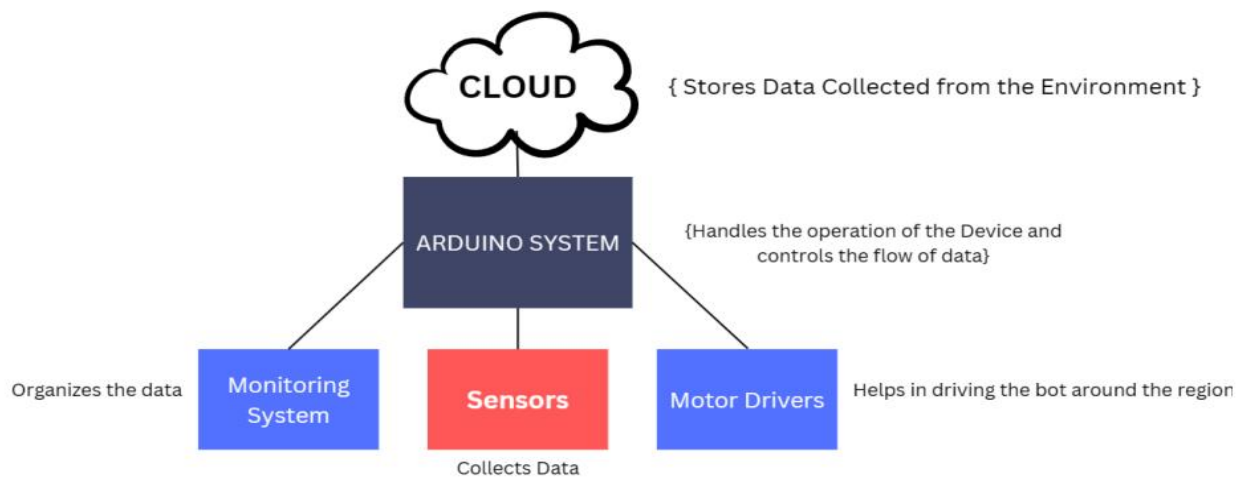 CLOUD
{ Stores Data Collected from the Environment }
ARDUINO SYSTEM
{Handles the operation of the Device and
controls the flow of data}
Organizes the data
Monitoring
System
Sensors
Motor Drivers
Helps in driving the bot around the region
Collects Data